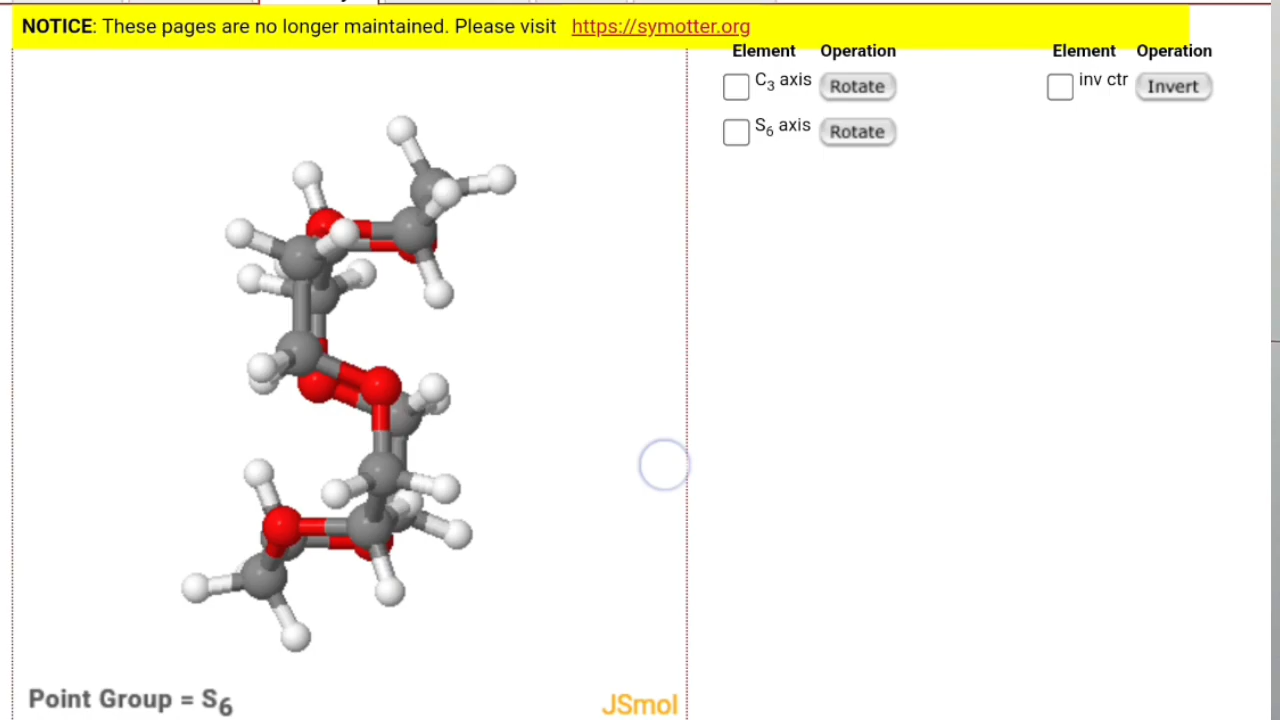 NOTICE: These pages are no longer maintained. Please visit https://symotter.org
Element Operation Element Operation
C₃ axis Rotate inv ctr Invert
S₆ axis Rotate
Point Group = S₆
JSmol